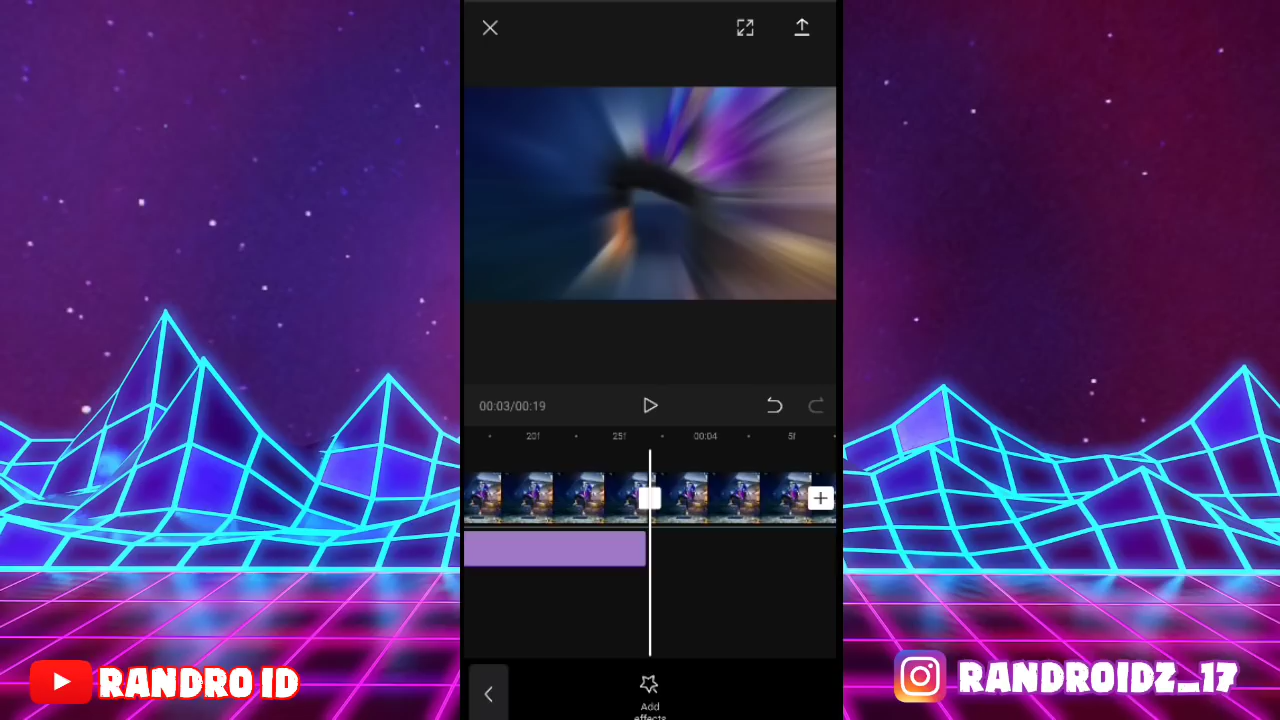 00:03/00:19
20f 25f 00:04 5f
Add
effects
RANDRO ID
RANDROIDZ_17